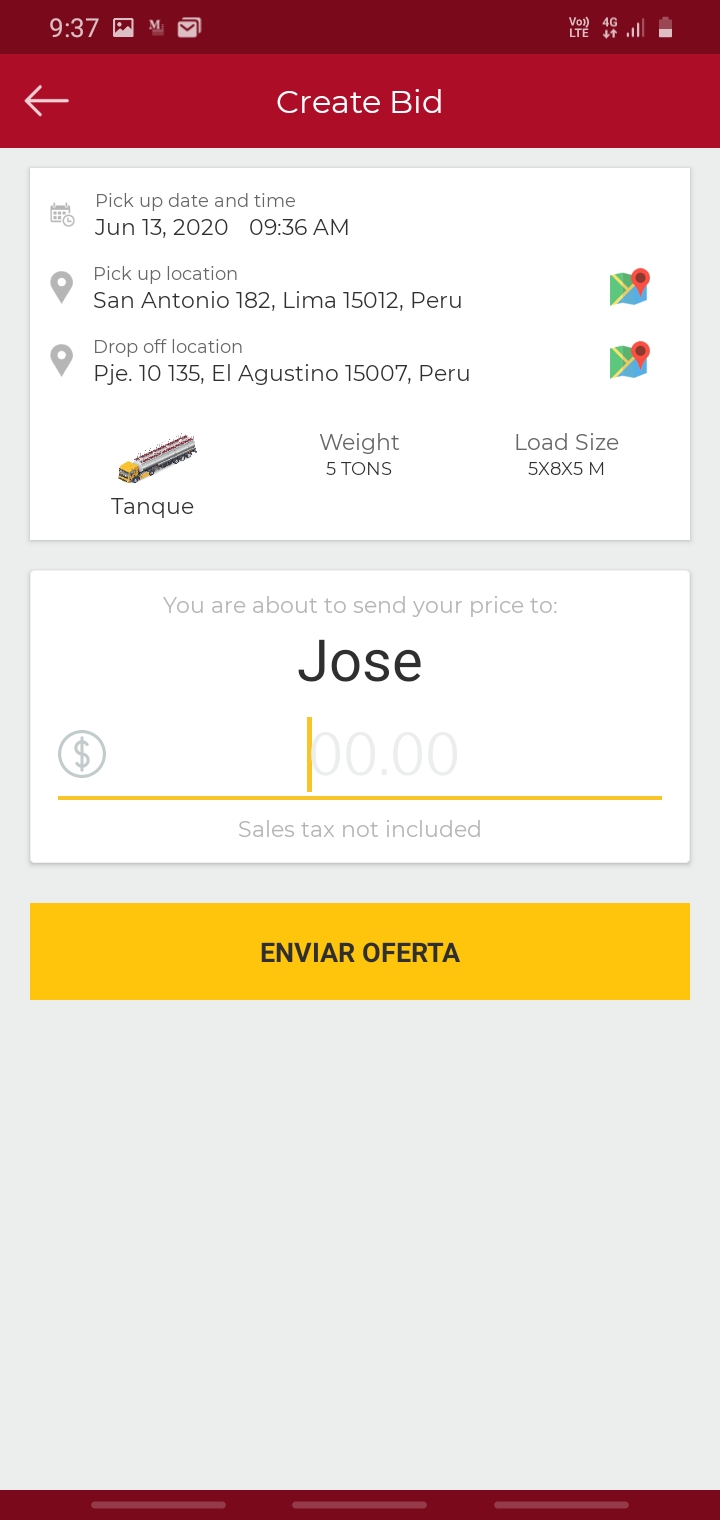 9:37
Vo)) LTE 4G
Create Bid
Pick up date and time
Jun 13, 2020 09:36 AM
Pick up location
San Antonio 182, Lima 15012, Peru
Drop off location
Pje. 10 135, El Agustino 15007, Peru
Weight Load Size
5 TONS 5X8X5 M
Tanque
You are about to send your price to:
Jose
$ 00.00
Sales tax not included
ENVIAR OFERTA